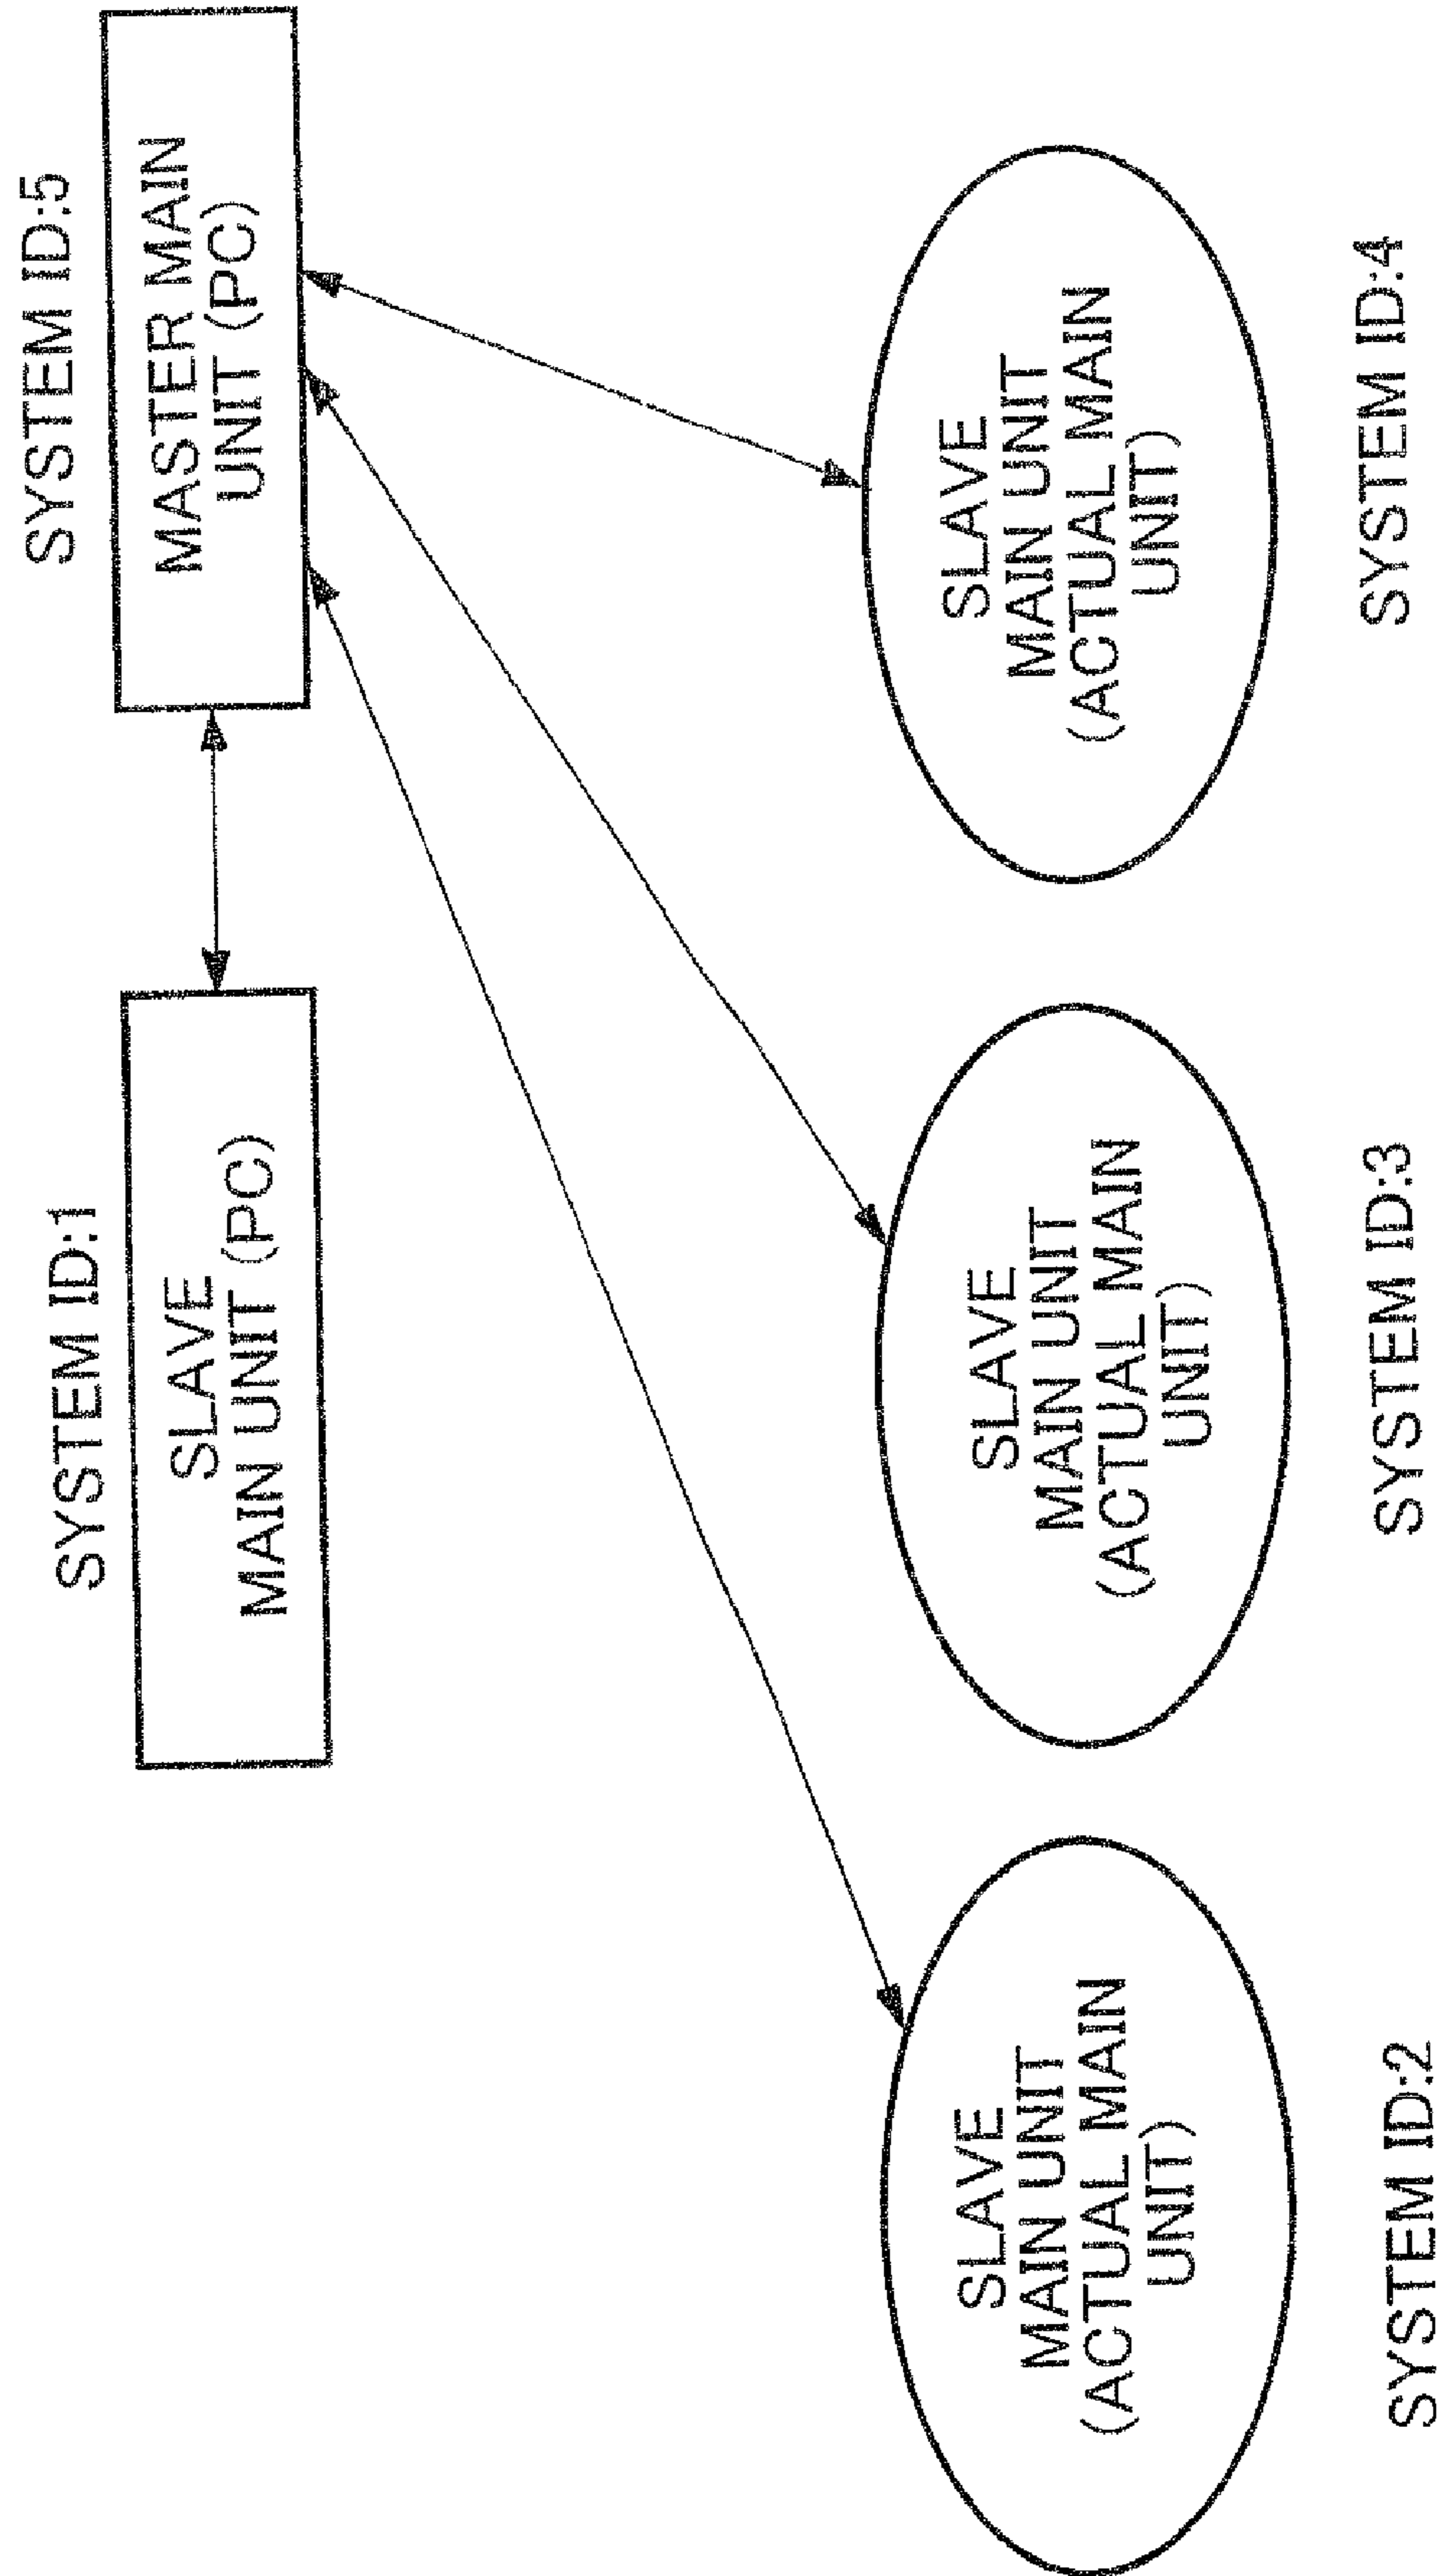 SYSTEM ID:1
SLAVE
MAIN UNIT (PC)
SYSTEM ID:5
MASTER MAIN
UNIT (PC)
SLAVE
MAIN UNIT
(ACTUAL MAIN
UNIT)
SYSTEM ID:2
SLAVE
MAIN UNIT
(ACTUAL MAIN
UNIT)
SYSTEM ID:3
SLAVE
MAIN UNIT
(ACTUAL MAIN
UNIT)
SYSTEM ID:4